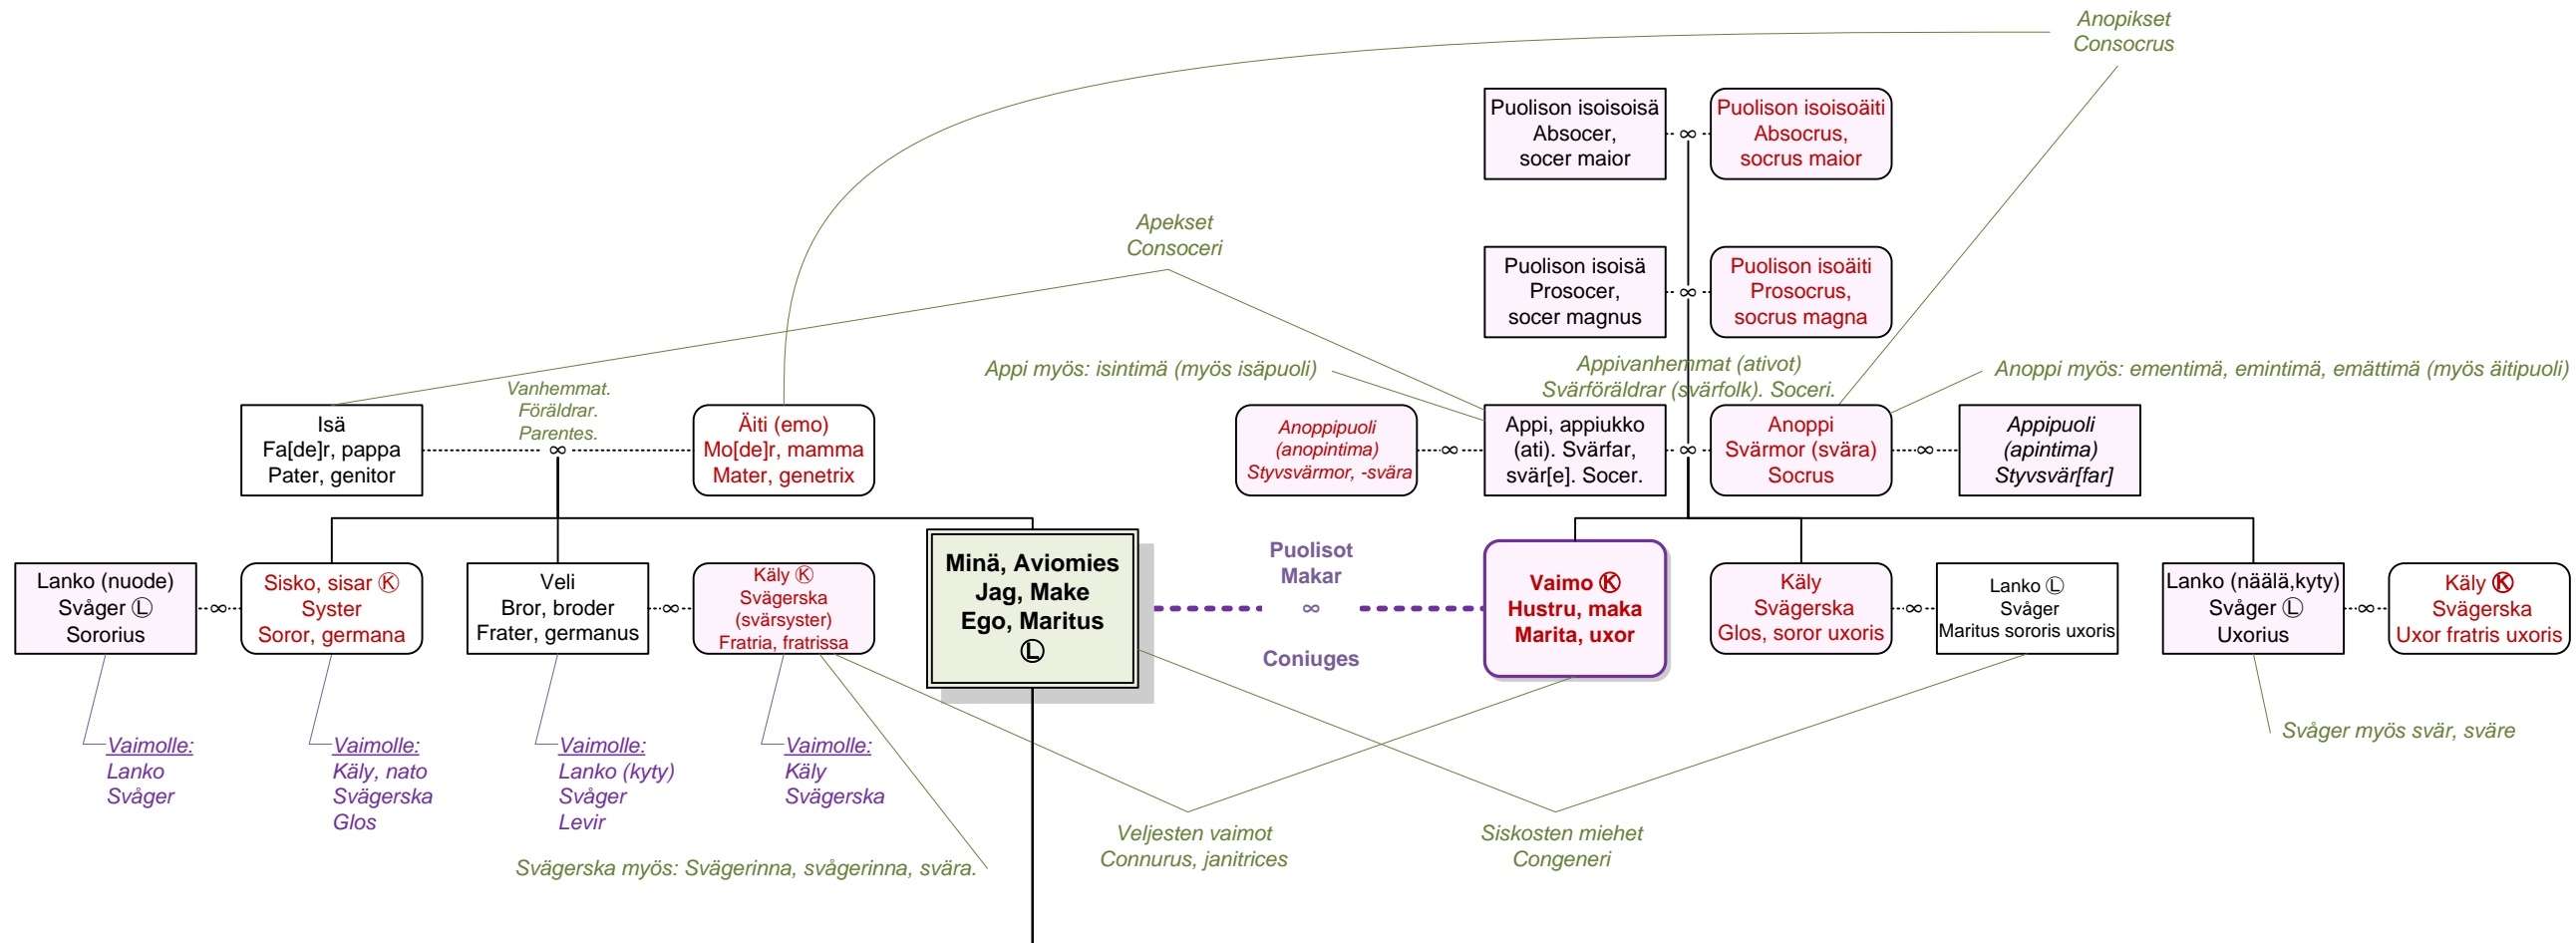 Anopikset
Consocrus
Puolison isoisoisä
Absocer,
socer maior
∞
Puolison isoisoäiti
Absocrus,
socrus maior
Apekset
Consoceri
Puolison isoisä
Prosocer,
socer magnus
∞
Puolison isoäiti
Prosocrus,
socrus magna
Appi myös: isintimä (myös isäpuoli)
Appivanhemmat (ativot)
Svärföräldrar (svärfolk). Soceri.
Anoppi myös: ementimä, emintimä, emättimä (myös äitipuoli)
Isä
Fa[de]r, pappa
Pater, genitor
Vanhemmat.
Föräldrar.
Parentes.
∞
Äiti (emo)
Mo[de]r, mamma
Mater, genetrix
Anoppipuoli
(anopintima)
Styvsvärmor, -svära
∞
Appi, appiukko
(ati). Svärfar,
svär[e]. Socer.
∞
Anoppi
Svärmor (svära)
Socrus
∞
Appipuoli
(apintima)
Styvsvär[far]
Lanko (nuode)
Svåger Ⓛ
Sororius
∞
Sisko, sisar Ⓚ
Syster
Soror, germana
Veli
Bror, broder
Frater, germanus
∞
Käly Ⓚ
Svägerska
(svärsyster)
Fratria, fratrissa
Minä, Aviomies
Jag, Make
Ego, Maritus
Ⓛ
Puolisot
Makar
∞
Coniuges
Vaimo Ⓚ
Hustru, maka
Marita, uxor
Käly
Svägerska
Glos, soror uxoris
∞
Lanko Ⓛ
Svåger
Maritus sororis uxoris
Lanko (näälä,kyty)
Svåger Ⓛ
Uxorius
∞
Käly Ⓚ
Svägerska
Uxor fratris uxoris
Vaimolle:
Lanko
Svåger
Vaimolle:
Käly, nato
Svägerska
Glos
Vaimolle:
Lanko (kyty)
Svåger
Levir
Vaimolle:
Käly
Svägerska
Svåger myös svär, sväre
Veljesten vaimot
Connurus, janitrices
Siskosten miehet
Congeneri
Svägerska myös: Svägerinna, svågerinna, svära.